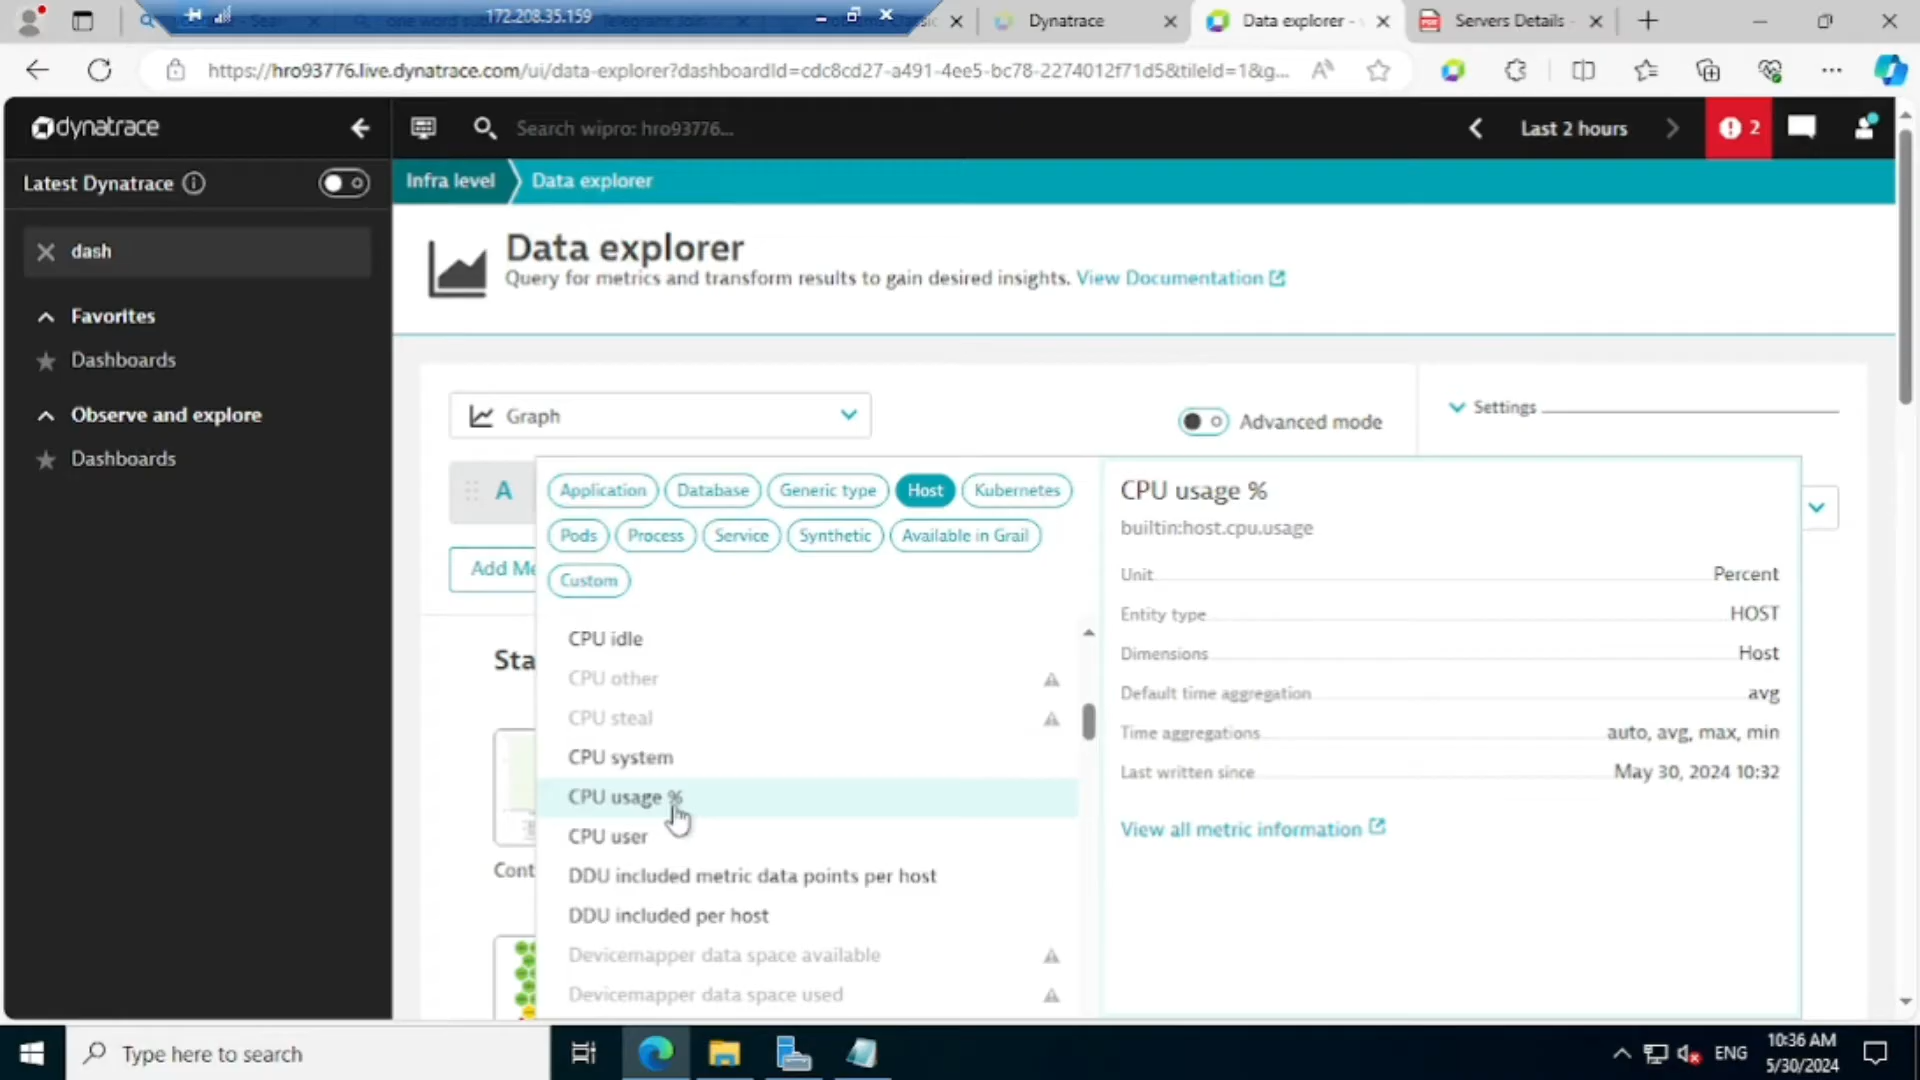 172.208.35.159
Dynatrace
Data explorer -
Servers Details
https://hro93776.live.dynatrace.com/ui/data-explorer?dashboardId=cdc8cd27-a491-4ee5-bc78-2274012f71d5&tileId=1&g...
dynatrace
Search wipro: hro93776...
Last 2 hours
2
Latest Dynatrace
Infra level
Data explorer
dash
Data explorer
Query for metrics and transform results to gain desired insights. View Documentation
Favorites
Dashboards
Observe and explore
Dashboards
Graph
Advanced mode
Settings
A
Application
Database
Generic type
Host
Kubernetes
Pods
Process
Service
Synthetic
Available in Grail
Custom
Add Me
Sta
Cont
CPU idle
CPU other
CPU steal
CPU system
CPU usage %
CPU user
DDU included metric data points per host
DDU included per host
Devicemapper data space available
Devicemapper data space used
CPU usage %
builtin:host.cpu.usage
Unit Percent
Entity type HOST
Dimensions Host
Default time aggregation avg
Time aggregations auto, avg, max, min
Last written since May 30, 2024 10:32
View all metric information
Type here to search
ENG
10:36 AM
5/30/2024